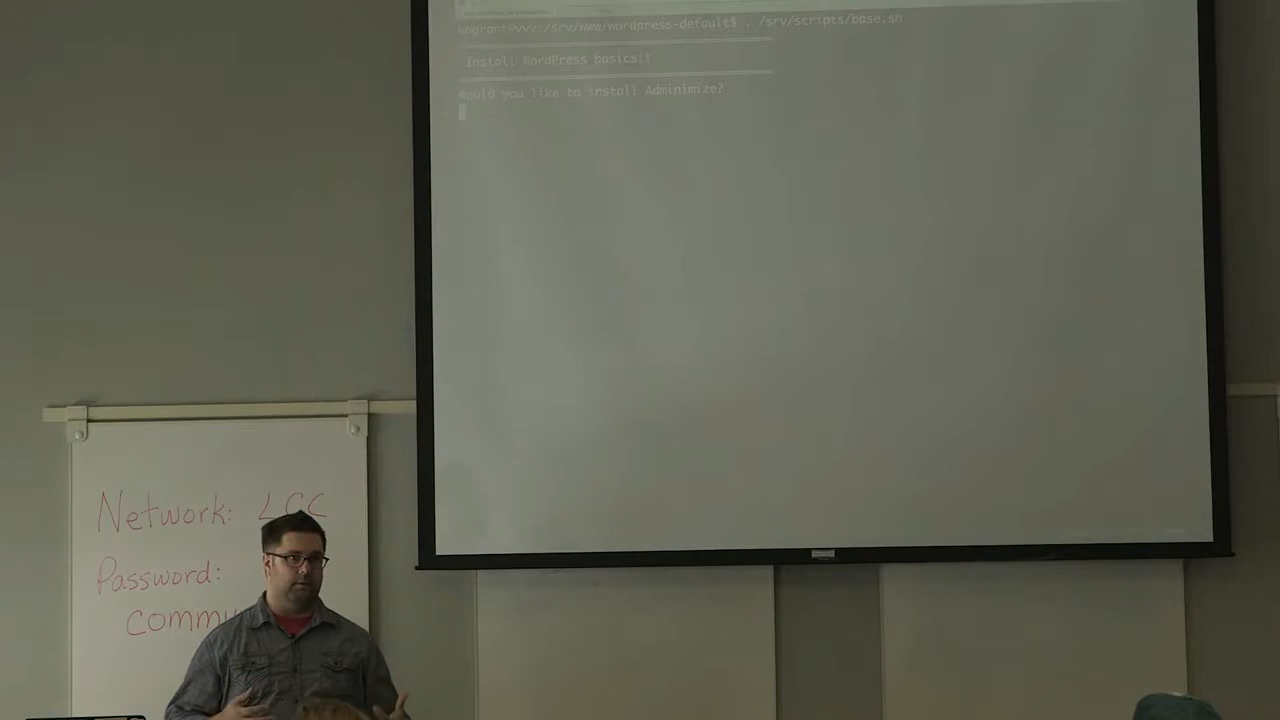 vagrant@vvv:/srv/www/wordpress-default$ . /srv/scripts/base.sh
Install WordPress basics!!
Would you like to install Adminimize?
Network: LCC
Password: